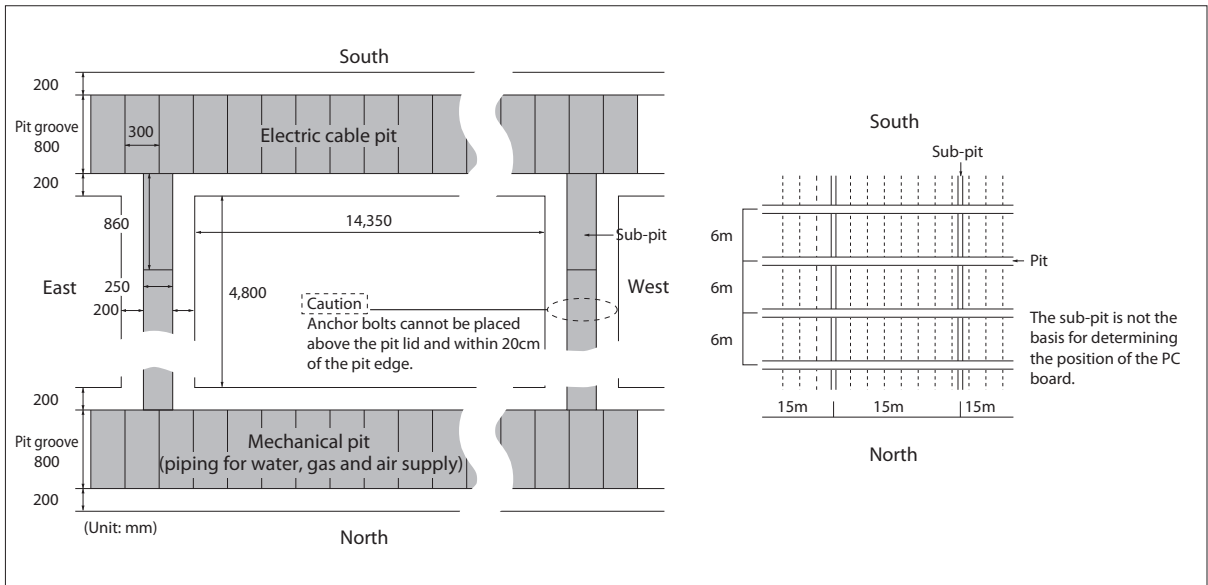 South
200
Pit groove
800
300
Electric cable pit
200
860
14,350
Sub-pit
East
250
4,800
West
200
Caution
Anchor bolts cannot be placed
above the pit lid and within 20cm
of the pit edge.
200
Pit groove
800
Mechanical pit
(piping for water, gas and air supply)
200
(Unit: mm)
North
South
Sub-pit
6m
Pit
6m
The sub-pit is not the
basis for determining
the position of the PC
board.
6m
15m
15m
15m
North